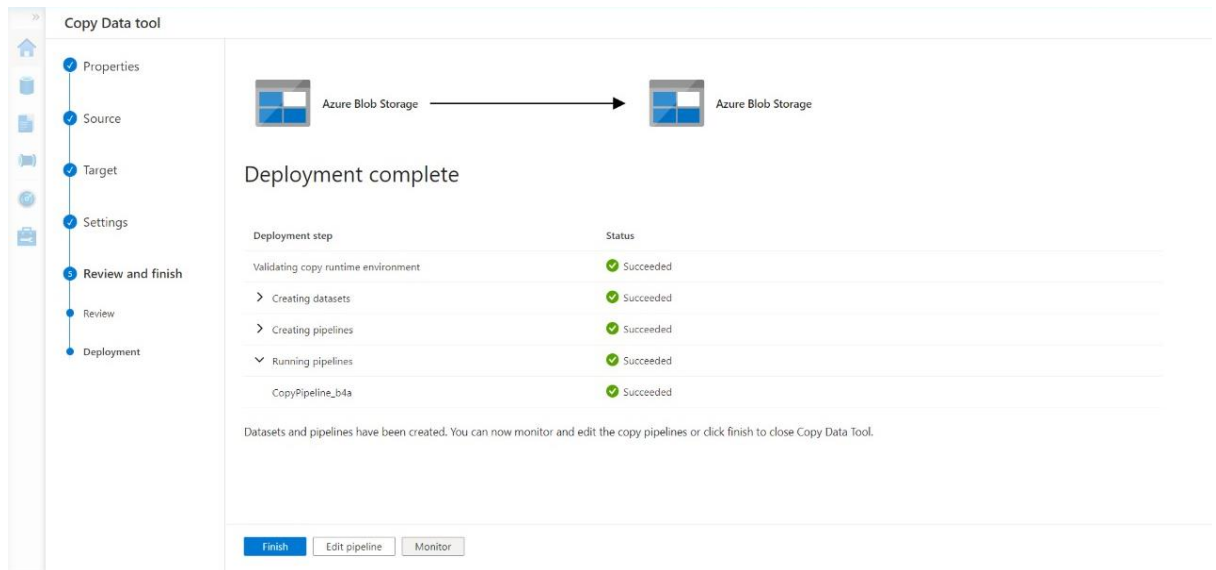 Copy Data tool
Properties
Source
Target
Settings
5 Review and finish
Review
Deployment
Azure Blob Storage Azure Blob Storage
Deployment complete
Deployment step Status
Validating copy runtime environment Succeeded
Creating datasets Succeeded
Creating pipelines Succeeded
Running pipelines Succeeded
CopyPipeline_b4a Succeeded
Datasets and pipelines have been created. You can now monitor and edit the copy pipelines or click finish to close Copy Data Tool.
Finish Edit pipeline Monitor